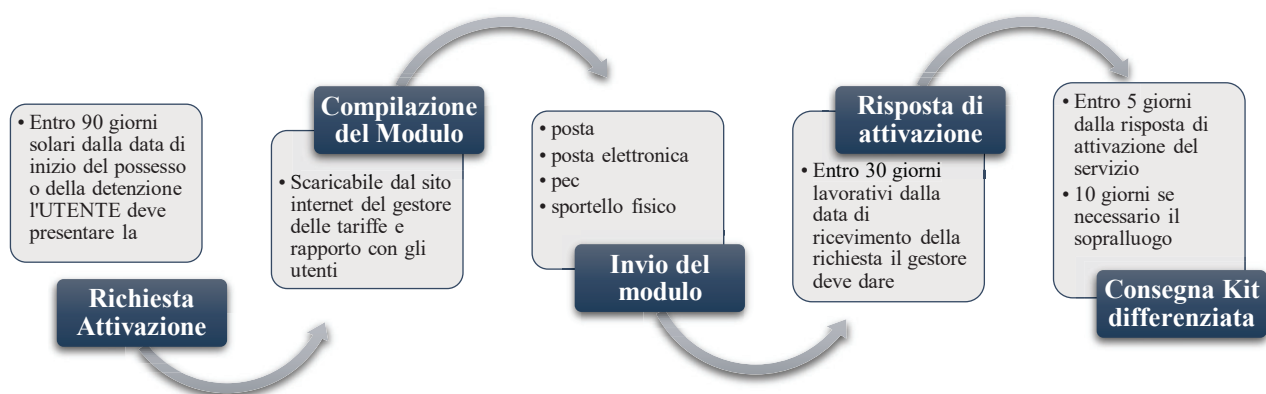 • Entro 90 giorni
solari dalla data di
inizio del possesso
o della detenzione
l'UTENTE deve
presentare la
Richiesta
Attivazione
Compilazione
del Modulo
• Scaricabile dal sito
internet del gestore
delle tariffe e
rapporto con gli
utenti
• posta
• posta elettronica
• pec
• sportello fisico
Invio del
modulo
Risposta di
attivazione
• Entro 30 giorni
lavorativi dalla
data di
ricevimento della
richiesta il gestore
deve dare
• Entro 5 giorni
dalla risposta di
attivazione del
servizio
• 10 giorni se
necessario il
sopralluogo
Consegna Kit
differenziata